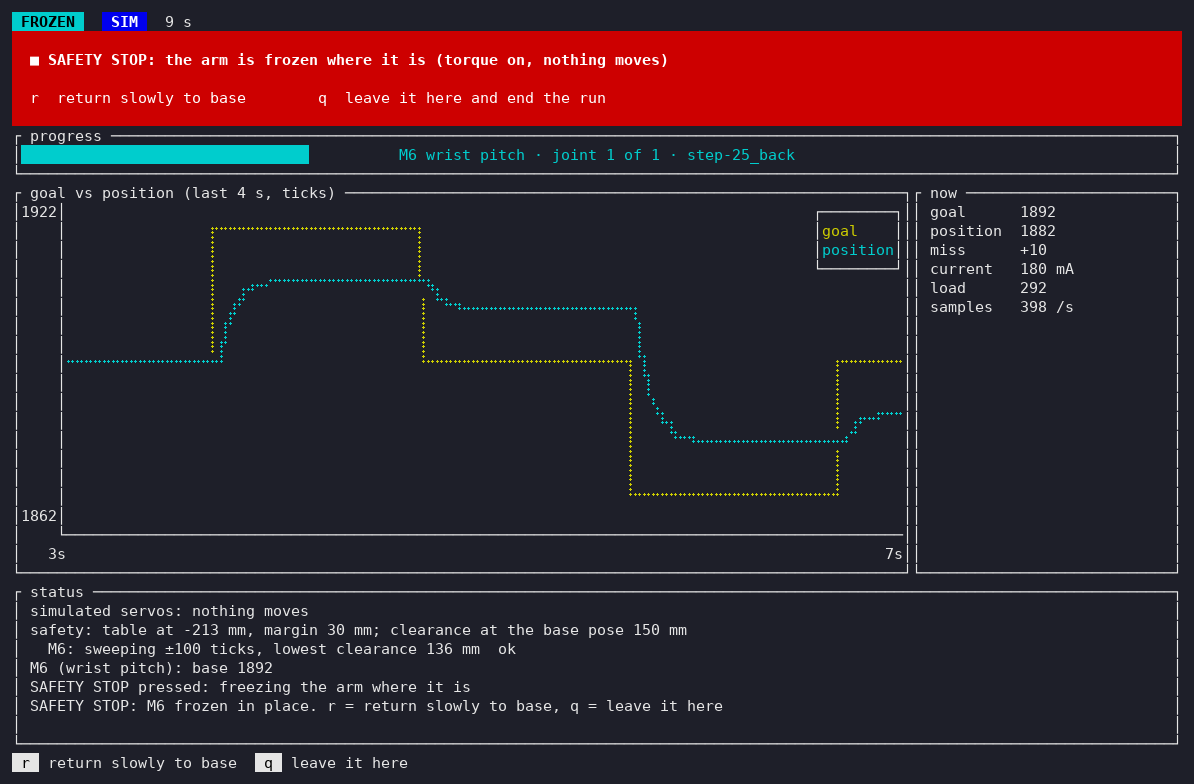 FROZEN SIM 9 s
■ SAFETY STOP: the arm is frozen where it is (torque on, nothing moves)
r return slowly to base q leave it here and end the run
progress
M6 wrist pitch · joint 1 of 1 · step-25_back
goal vs position (last 4 s, ticks)
1922
goal
position
1862
3s 7s
now
goal 1892
position 1882
miss +10
current 180 mA
load 292
samples 398 /s
status
simulated servos: nothing moves
safety: table at -213 mm, margin 30 mm; clearance at the base pose 150 mm
M6: sweeping ±100 ticks, lowest clearance 136 mm ok
M6 (wrist pitch): base 1892
SAFETY STOP pressed: freezing the arm where it is
SAFETY STOP: M6 frozen in place. r = return slowly to base, q = leave it here
r return slowly to base q leave it here